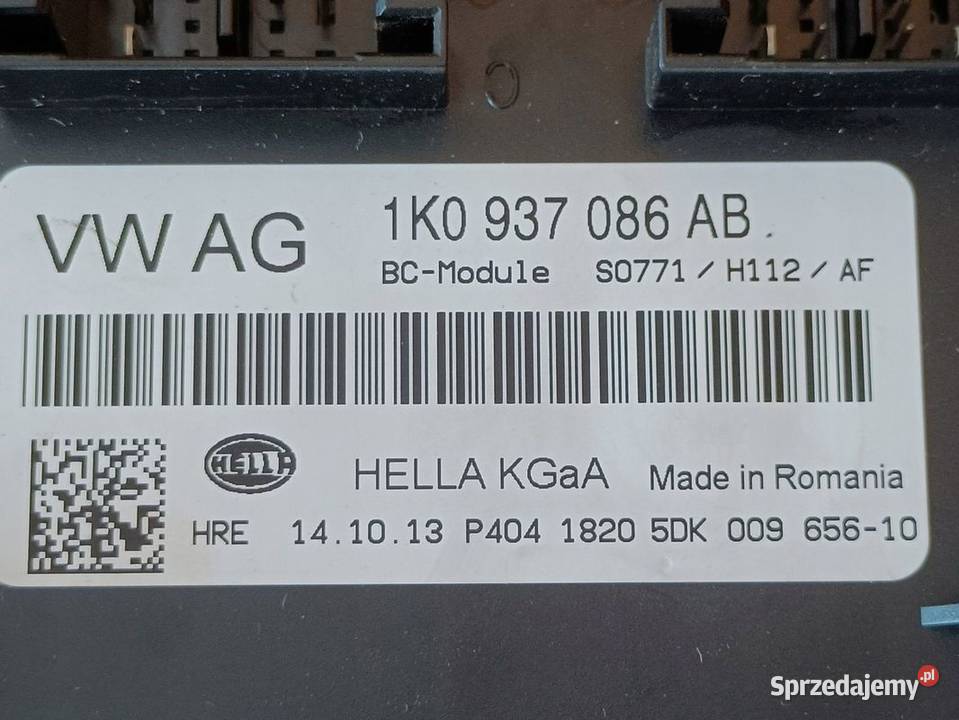 VW AG 1K0 937 086 AB
BC-Module S0771 / H112 / AF
HELLA HELLA KGaA Made in Romania
HRE 14.10.13 P404 1820 5DK 009 656-10
Sprzedajemy.pl